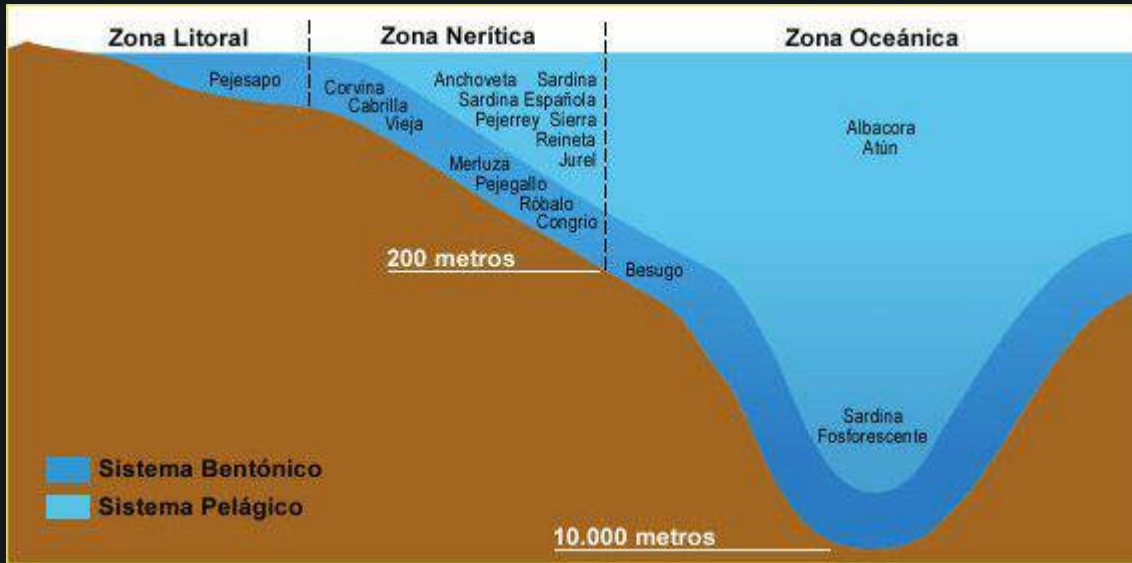 Zona Litoral
Zona Nerítica
Zona Oceánica
Pejesapo
Corvina
Cabrilla
Vieja
Anchoveta Sardina
Sardina Española
Pejerrey Sierra
Reineta
Jurel
Merluza
Pejegallo
Róbalo
Congrio
Albacora
Atún
200 metros
Besugo
Sardina
Fosforescente
Sistema Bentónico
Sistema Pelágico
10.000 metros